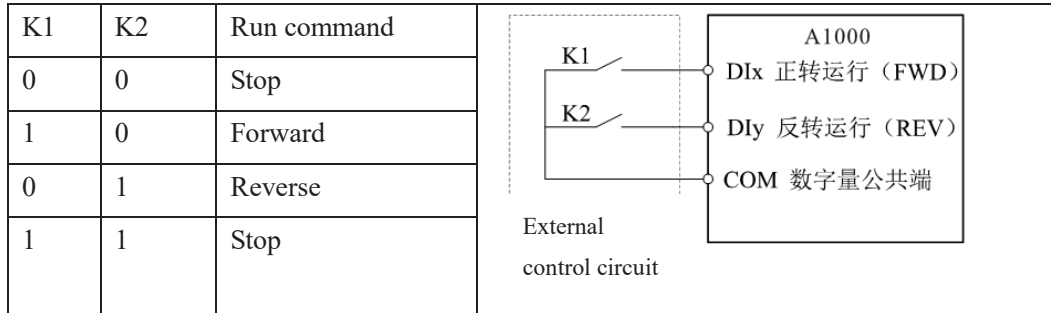 K1 K2 Run command
0 0 Stop
1 0 Forward
0 1 Reverse
1 1 Stop
A1000
K1
DIx 正转运行（FWD）
K2
DIy 反转运行（REV）
COM 数字量公共端
External
control circuit